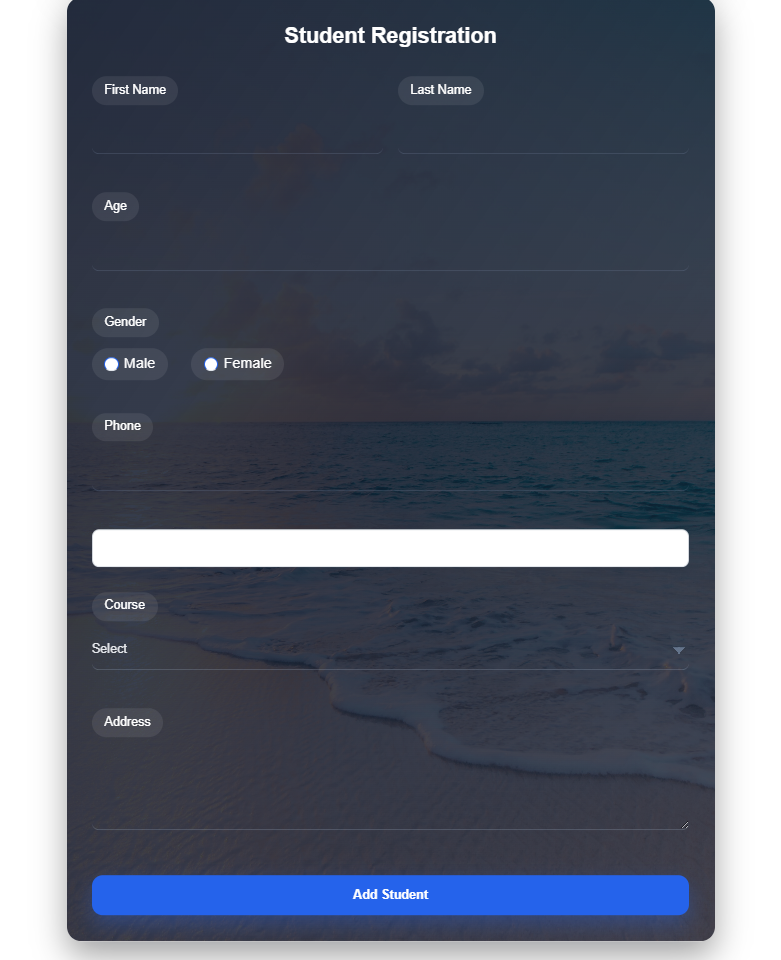 Student Registration
First Name
Last Name
Age
Gender
Male
Female
Phone
Course
Select
Address
Add Student